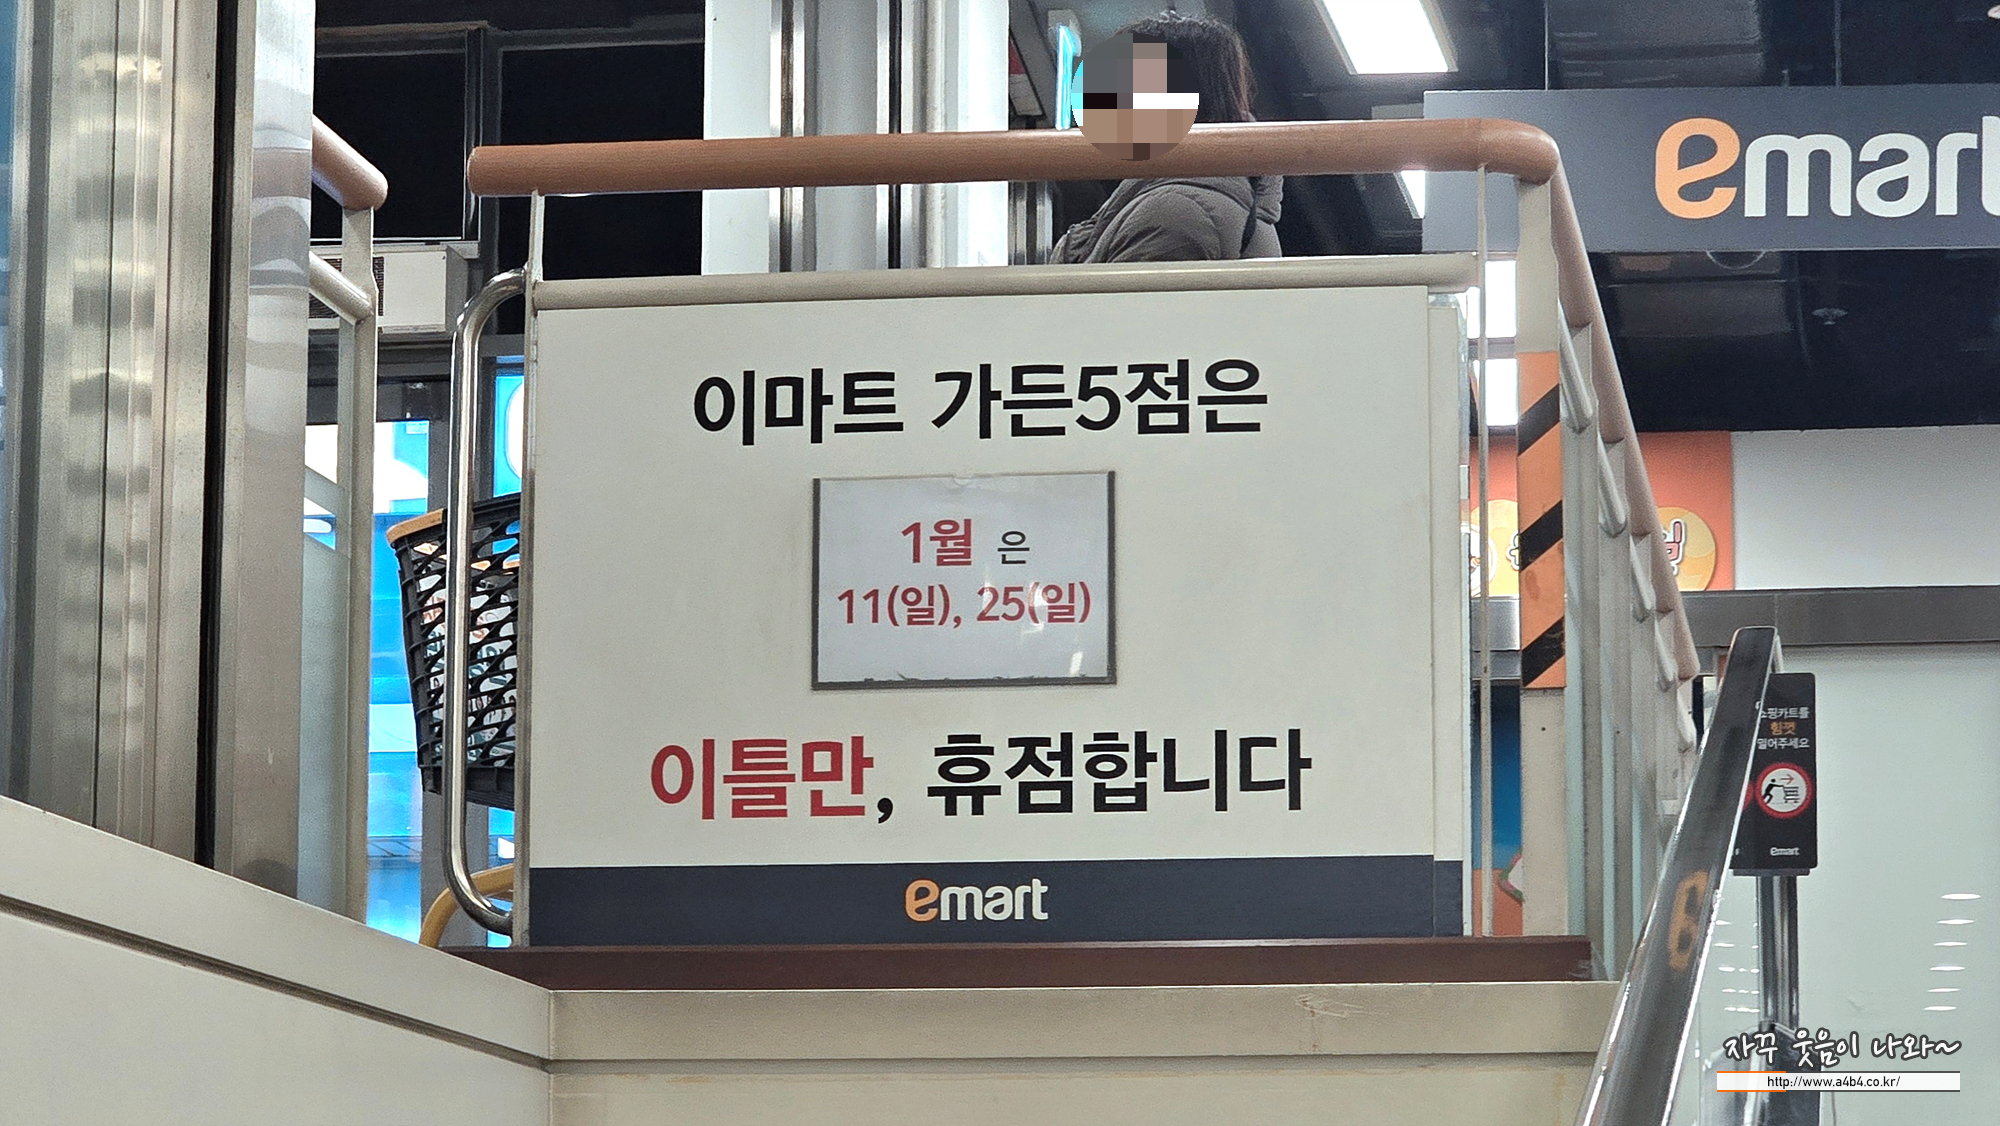 emart
이마트 가든5점은
1월 은
11(일), 25(일)
이틀만, 휴점합니다
emart
쇼핑카트를
힘껏
밀어주세요
emart
자꾸 웃음이 나와~
http://www.a4b4.co.kr/